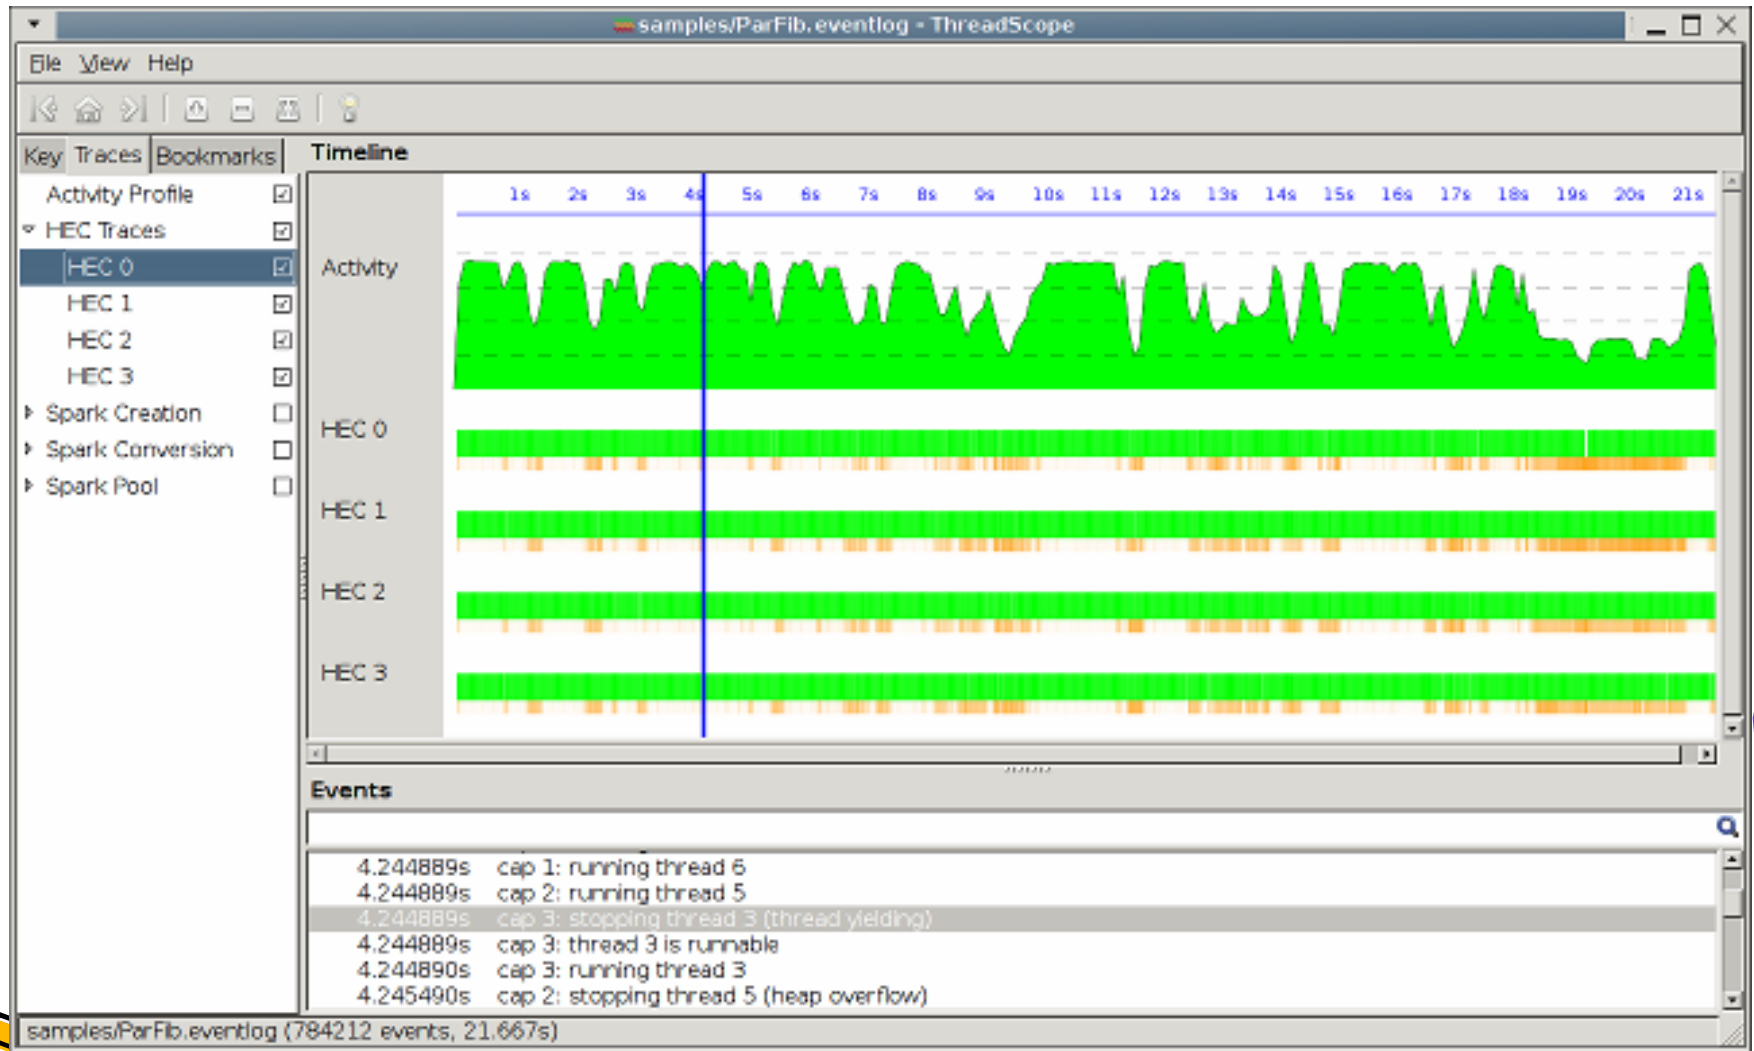 samples/ParFib.eventlog - ThreadScope
File View Help
Key Traces Bookmarks
Activity Profile
HEC Traces
HEC 0
HEC 1
HEC 2
HEC 3
Spark Creation
Spark Conversion
Spark Pool
Timeline
1s 2s 3s 4s 5s 6s 7s 8s 9s 10s 11s 12s 13s 14s 15s 16s 17s 18s 19s 20s 21s
Activity
HEC 0
HEC 1
HEC 2
HEC 3
Events
4.244889s cap 1: running thread 6
4.244889s cap 2: running thread 5
4.244889s cap 3: stopping thread 3 (thread yielding)
4.244889s cap 3: thread 3 is runnable
4.244890s cap 3: running thread 3
4.245490s cap 2: stopping thread 5 (heap overflow)
samples/ParFib.eventlog (784212 events, 21.667s)